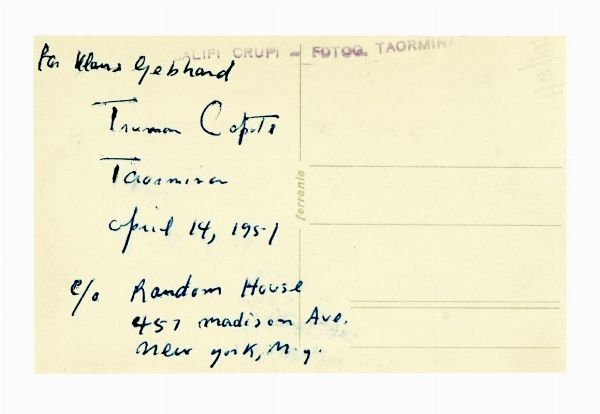 for Klaus Gebhard
ALIFI CRUPI - FOTOG. TAORMINA
Truman Capote
Taormina
april 14, 1951
ferrania
c/o Random House
457 madison Ave.
New york, N.y.